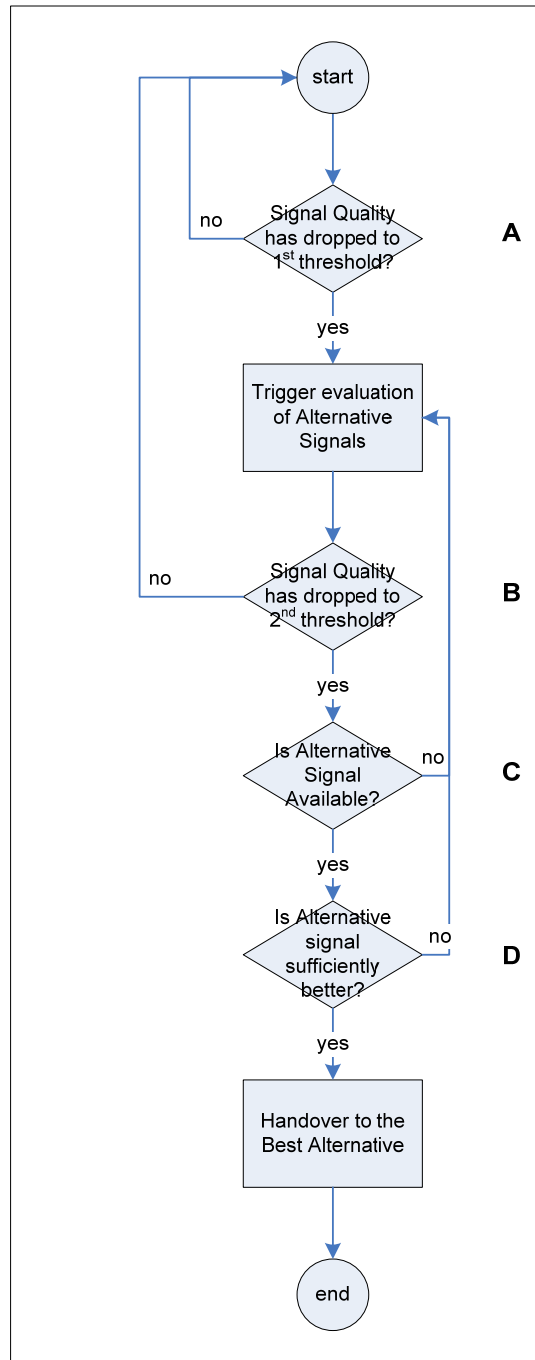 start
no
Signal Quality
has dropped to
1st threshold?
A
yes
Trigger evaluation
of Alternative
Signals
no
Signal Quality
has dropped to
2nd threshold?
B
yes
Is Alternative
Signal
Available?
no
C
yes
Is Alternative
signal
sufficiently
better?
no
D
yes
Handover to the
Best Alternative
end